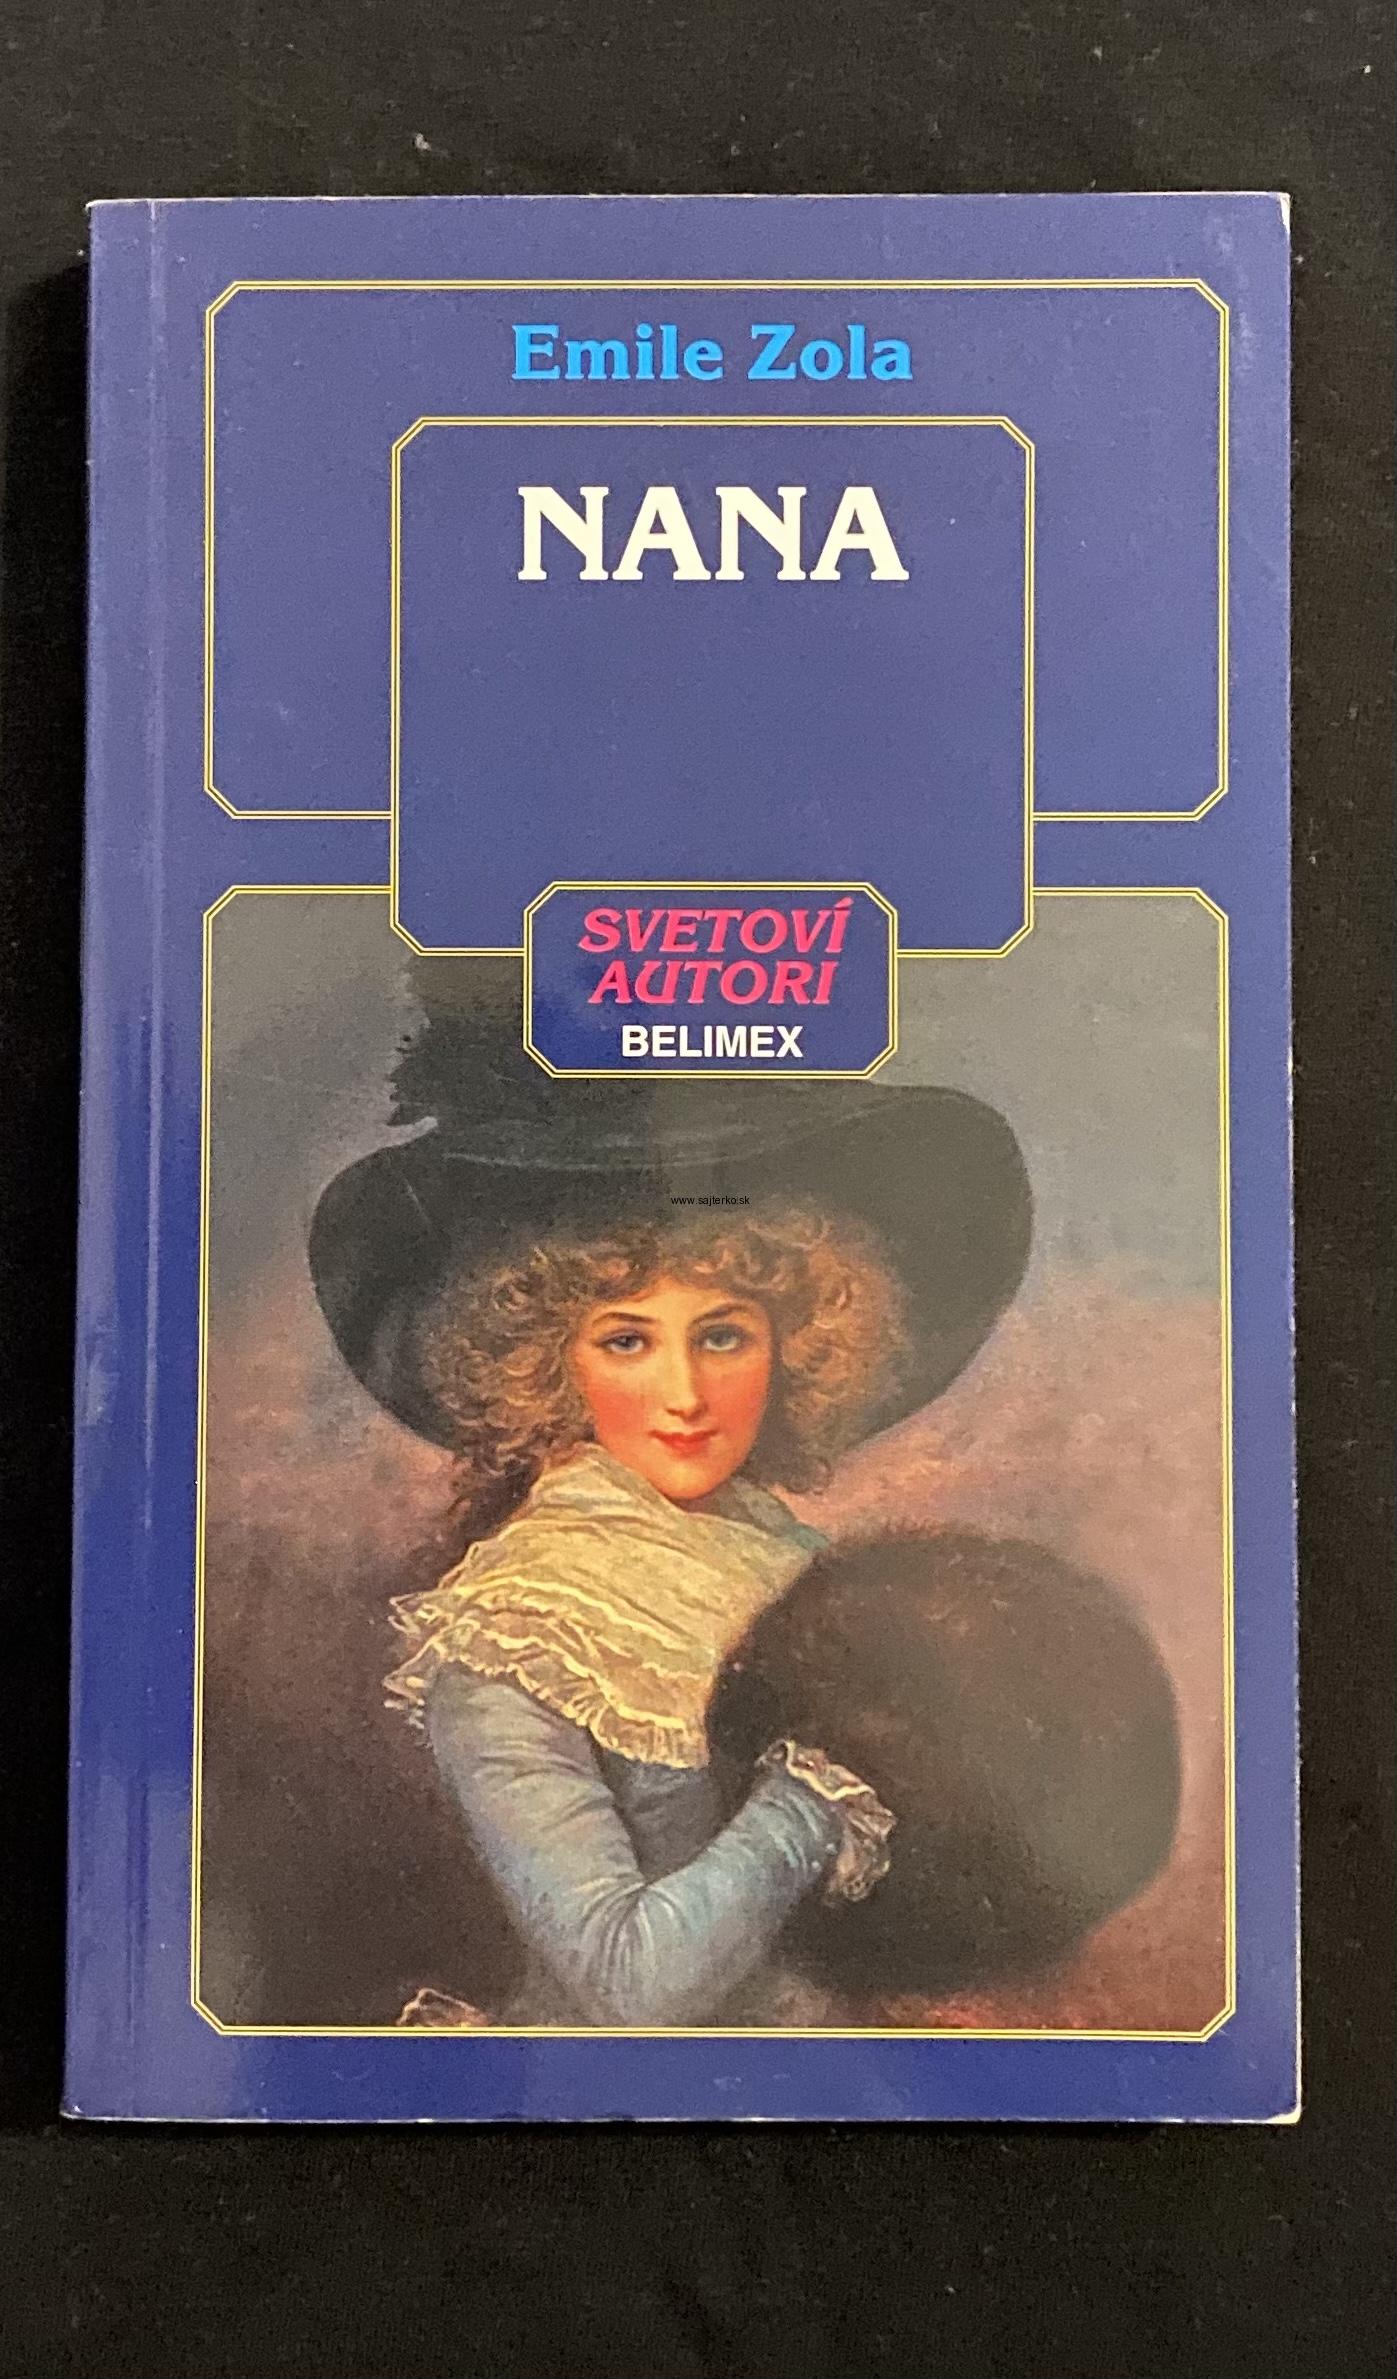 Emile Zola
NANA
SVETOVÍ
AUTORI
BELIMEX
www.sajterko.sk